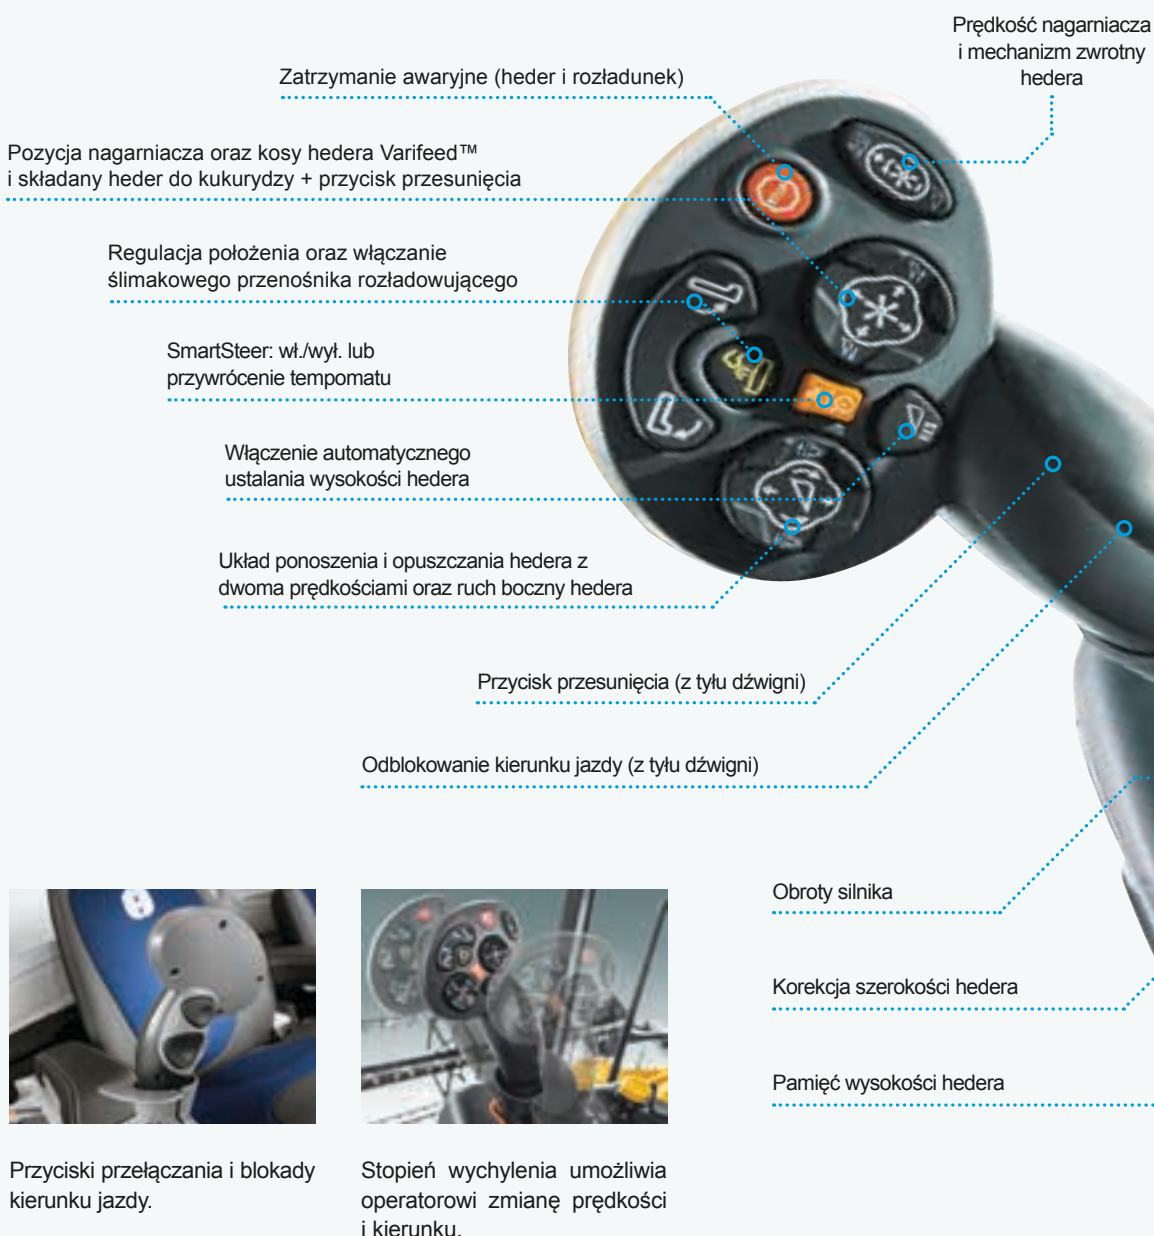 Prędkość nagarniacza
i mechanizm zwrotny
hedera
Zatrzymanie awaryjne (heder i rozładunek)
Pozycja nagarniacza oraz kosy hedera Varifeed™
i składany heder do kukurydzy + przycisk przesunięcia
Regulacja położenia oraz włączanie
ślimakowego przenośnika rozładowującego
SmartSteer: wł./wył. lub
przywrócenie tempomatu
Włączenie automatycznego
ustalania wysokości hedera
Układ ponoszenia i opuszczania hedera z
dwoma prędkościami oraz ruch boczny hedera
Przycisk przesunięcia (z tyłu dźwigni)
Odblokowanie kierunku jazdy (z tyłu dźwigni)
Obroty silnika
Korekcja szerokości hedera
Pamięć wysokości hedera
Przyciski przełączania i blokady
kierunku jazdy.
Stopień wychylenia umożliwia
operatorowi zmianę prędkości
i kierunku.